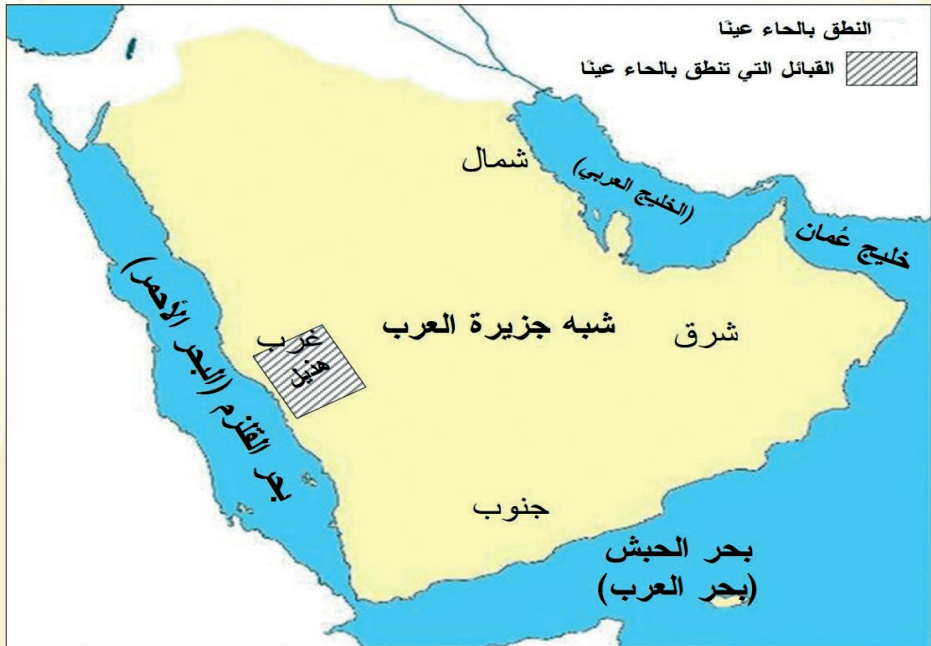 النطق بالحاء عينًا
القبائل التي تنطق بالحاء عينًا
شمال
(الخليج العربي)
خليج عُمان
شبه جزيرة العرب
شرق
غرب
هذيل
بحر القلزم (البحر الأحمر)
جنوب
بحر الحبش
(بحر العرب)